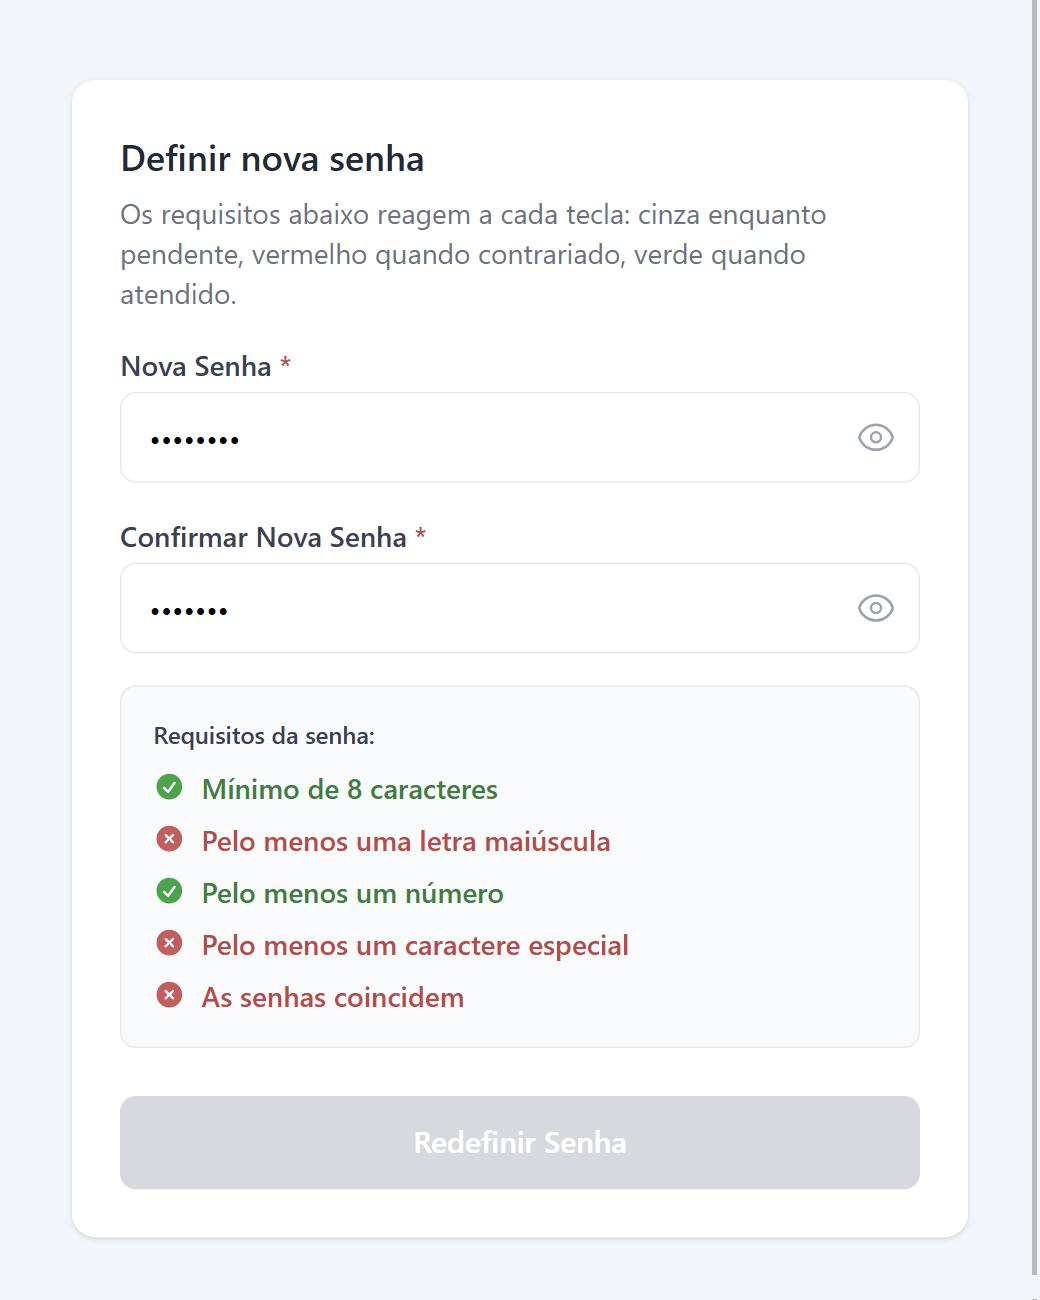 Definir nova senha
Os requisitos abaixo reagem a cada tecla: cinza enquanto
pendente, vermelho quando contrariado, verde quando
atendido.
Nova Senha *
••••••••
Confirmar Nova Senha *
•••••••
Requisitos da senha:
Mínimo de 8 caracteres
Pelo menos uma letra maiúscula
Pelo menos um número
Pelo menos um caractere especial
As senhas coincidem
Redefinir Senha